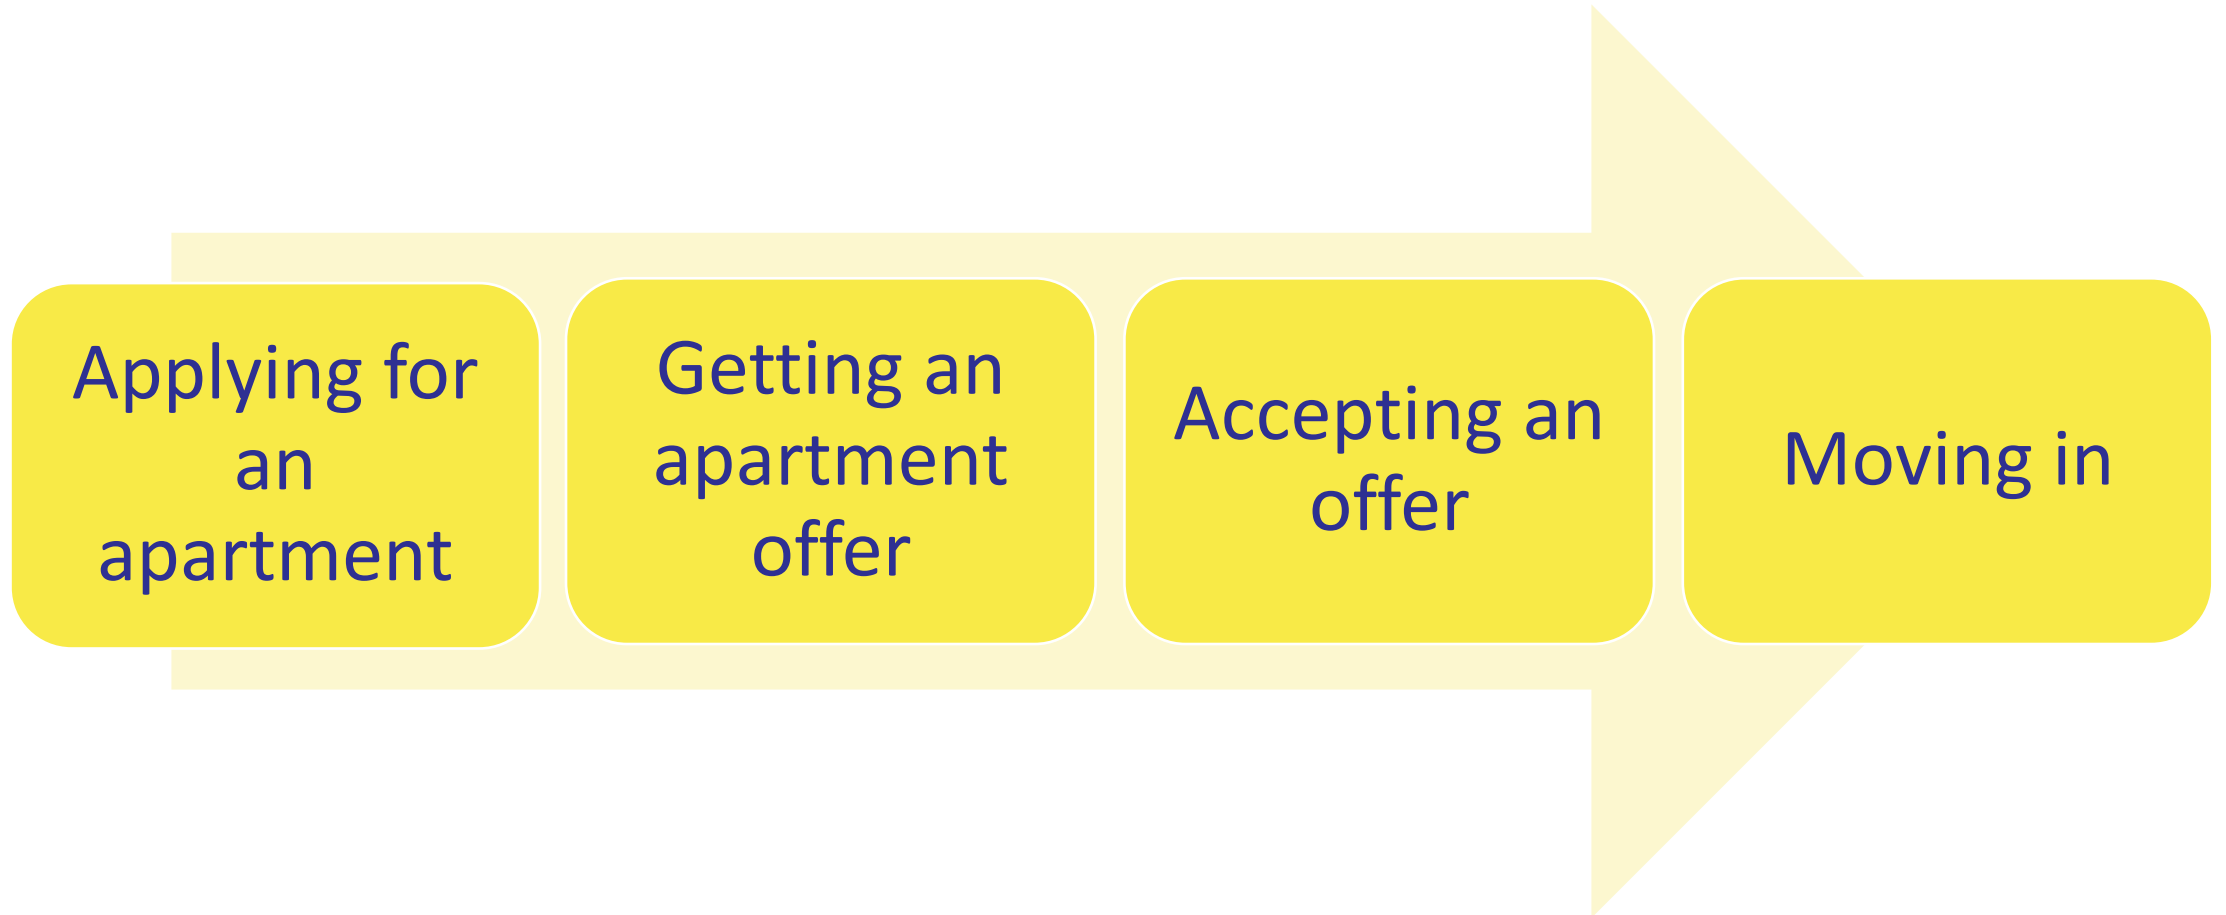 Applying for
an
apartment
Getting an
apartment
offer
Accepting an
offer
Moving in